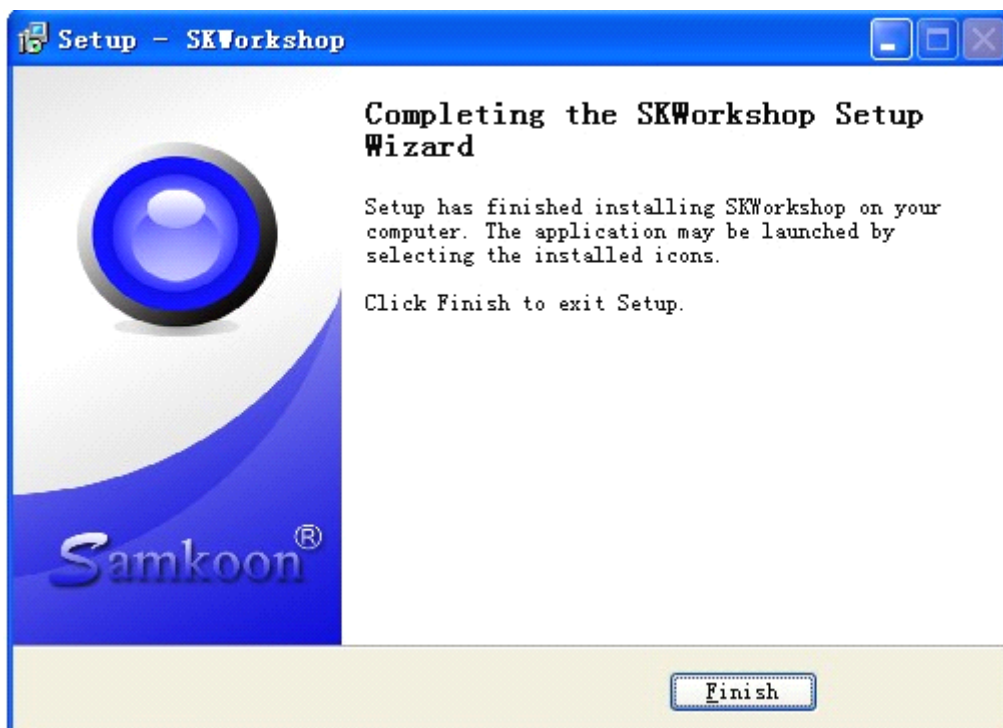 Setup - SKWorkshop
Completing the SKWorkshop Setup
Wizard
Setup has finished installing SKWorkshop on your
computer. The application may be launched by
selecting the installed icons.
Click Finish to exit Setup.
Samkoon®
Finish